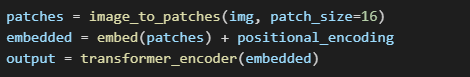 patches = image_to_patches(img, patch_size=16)
embedded = embed(patches) + positional_encoding
output = transformer_encoder(embedded)